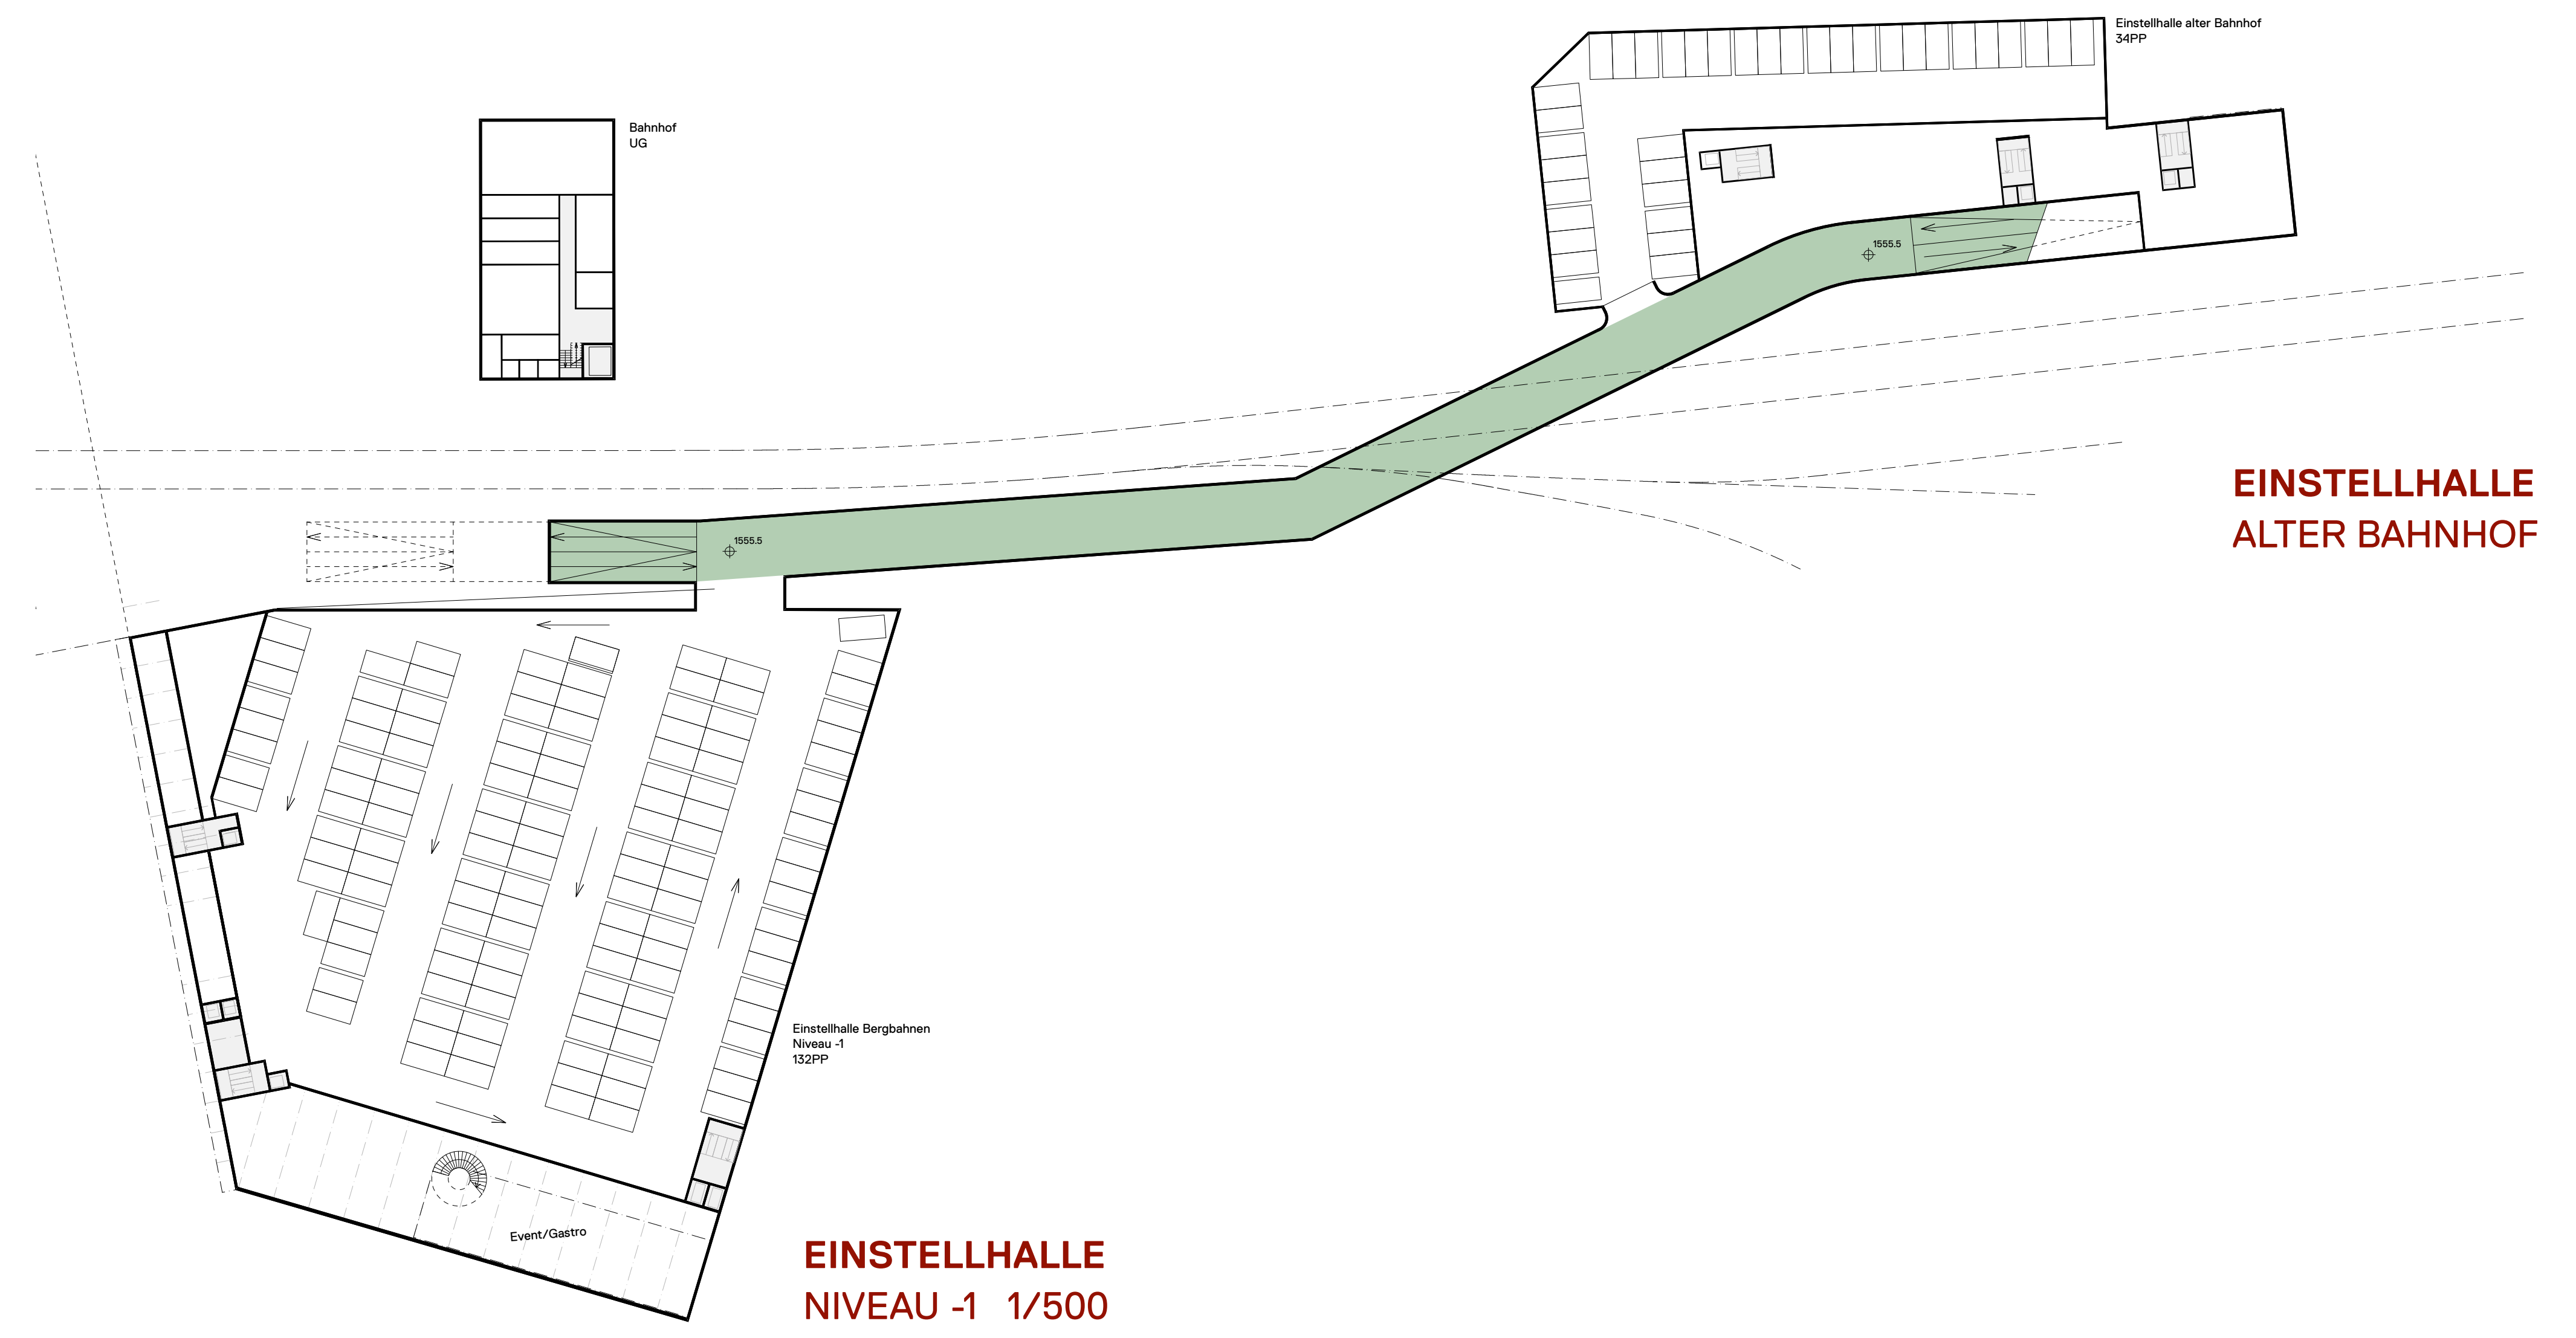 Einstellhalle alter Bahnhof
34PP
Bahnhof
UG
1555.5
EINSTELLHALLE
ALTER BAHNHOF
1555.5
Einstellhalle Bergbahnen
Niveau -1
132PP
Event/Gastro
EINSTELLHALLE
NIVEAU -1 1/500